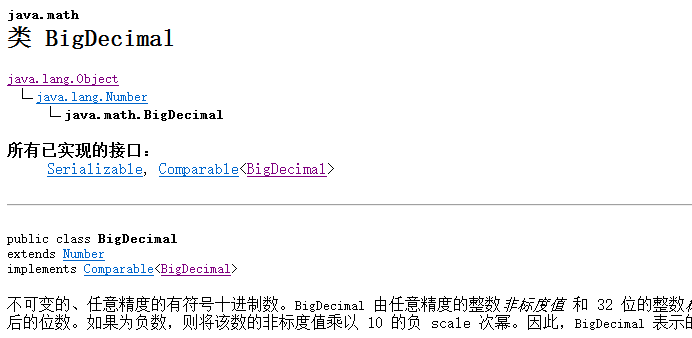 java.math
类 BigDecimal
java.lang.Object
java.lang.Number
java.math.BigDecimal
所有已实现的接口：
Serializable, Comparable<BigDecimal>
public class BigDecimal
extends Number
implements Comparable<BigDecimal>
不可变的、任意精度的有符号十进制数。BigDecimal 由任意精度的整数非标度值 和 32 位的整数
后的位数。如果为负数，则将该数的非标度值乘以 10 的负 scale 次幂。因此，BigDecimal 表示的